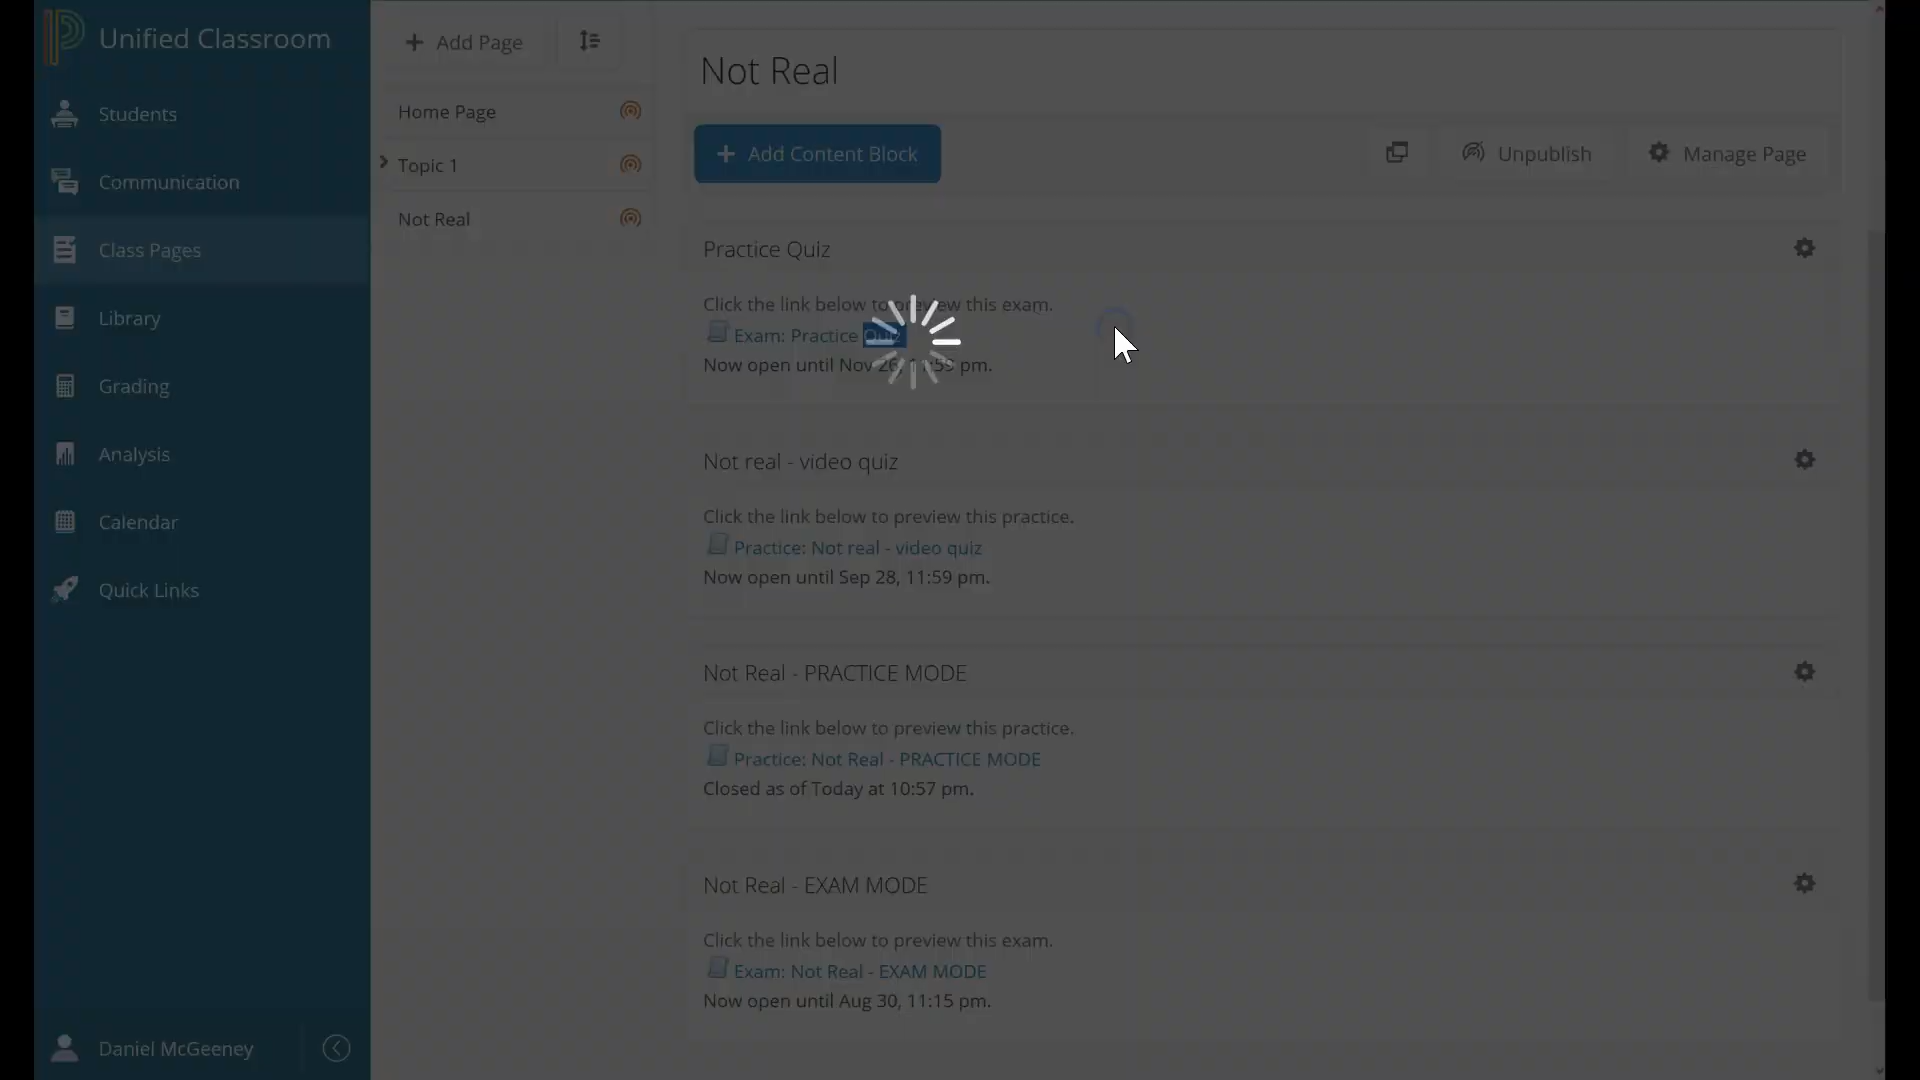 Unified Classroom
Students
Communication
Class Pages
Library
Grading
Analysis
Calendar
Quick Links
Daniel McGeeney
Add Page
Home Page
Topic 1
Not Real
Not Real
Add Content Block
Unpublish
Manage Page
Practice Quiz
Click the link below to preview this exam.
Exam: Practice Quiz
Now open until Nov 26, 11:59 pm.
Not real - video quiz
Click the link below to preview this practice.
Practice: Not real - video quiz
Now open until Sep 28, 11:59 pm.
Not Real - PRACTICE MODE
Click the link below to preview this practice.
Practice: Not Real - PRACTICE MODE
Closed as of Today at 10:57 pm.
Not Real - EXAM MODE
Click the link below to preview this exam.
Exam: Not Real - EXAM MODE
Now open until Aug 30, 11:15 pm.